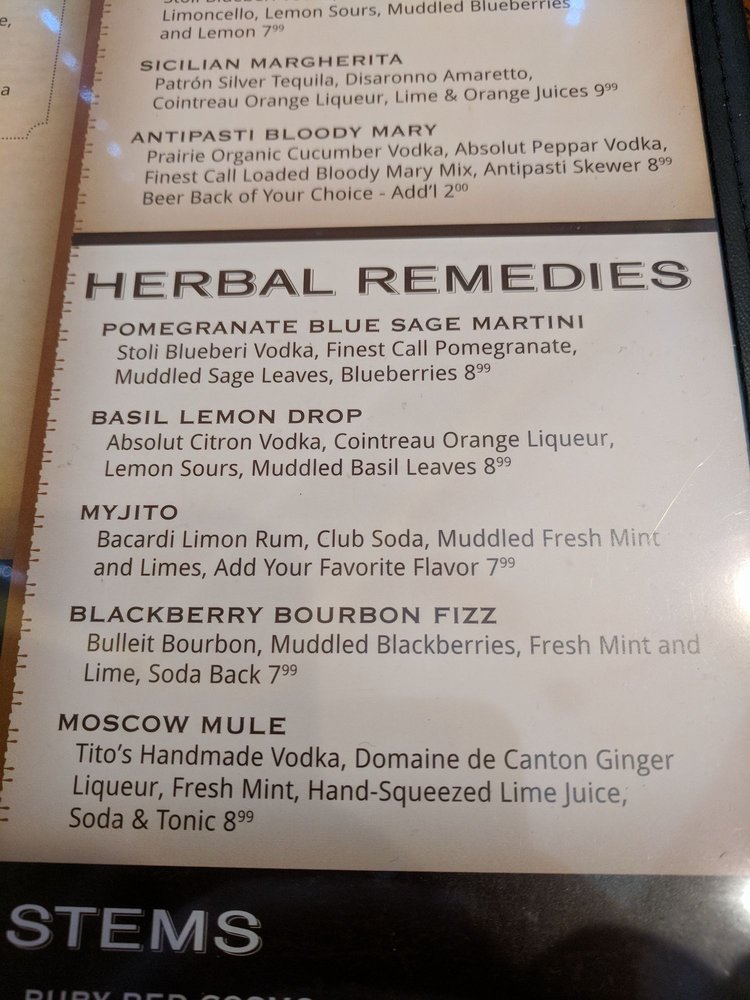 Limoncello, Lemon Sours, Muddled Blueberries
and Lemon 7⁹⁹
SICILIAN MARGHERITA
Patrón Silver Tequila, Disaronno Amaretto,
Cointreau Orange Liqueur, Lime & Orange Juices 9⁹⁹
ANTIPASTI BLOODY MARY
Prairie Organic Cucumber Vodka, Absolut Peppar Vodka,
Finest Call Loaded Bloody Mary Mix, Antipasti Skewer 8⁹⁹
Beer Back of Your Choice - Add'l 2⁰⁰
HERBAL REMEDIES
POMEGRANATE BLUE SAGE MARTINI
Stoli Blueberi Vodka, Finest Call Pomegranate,
Muddled Sage Leaves, Blueberries 8⁹⁹
BASIL LEMON DROP
Absolut Citron Vodka, Cointreau Orange Liqueur,
Lemon Sours, Muddled Basil Leaves 8⁹⁹
MYJITO
Bacardi Limon Rum, Club Soda, Muddled Fresh Mint
and Limes, Add Your Favorite Flavor 7⁹⁹
BLACKBERRY BOURBON FIZZ
Bulleit Bourbon, Muddled Blackberries, Fresh Mint and
Lime, Soda Back 7⁹⁹
MOSCOW MULE
Tito's Handmade Vodka, Domaine de Canton Ginger
Liqueur, Fresh Mint, Hand-Squeezed Lime Juice,
Soda & Tonic 8⁹⁹
STEMS